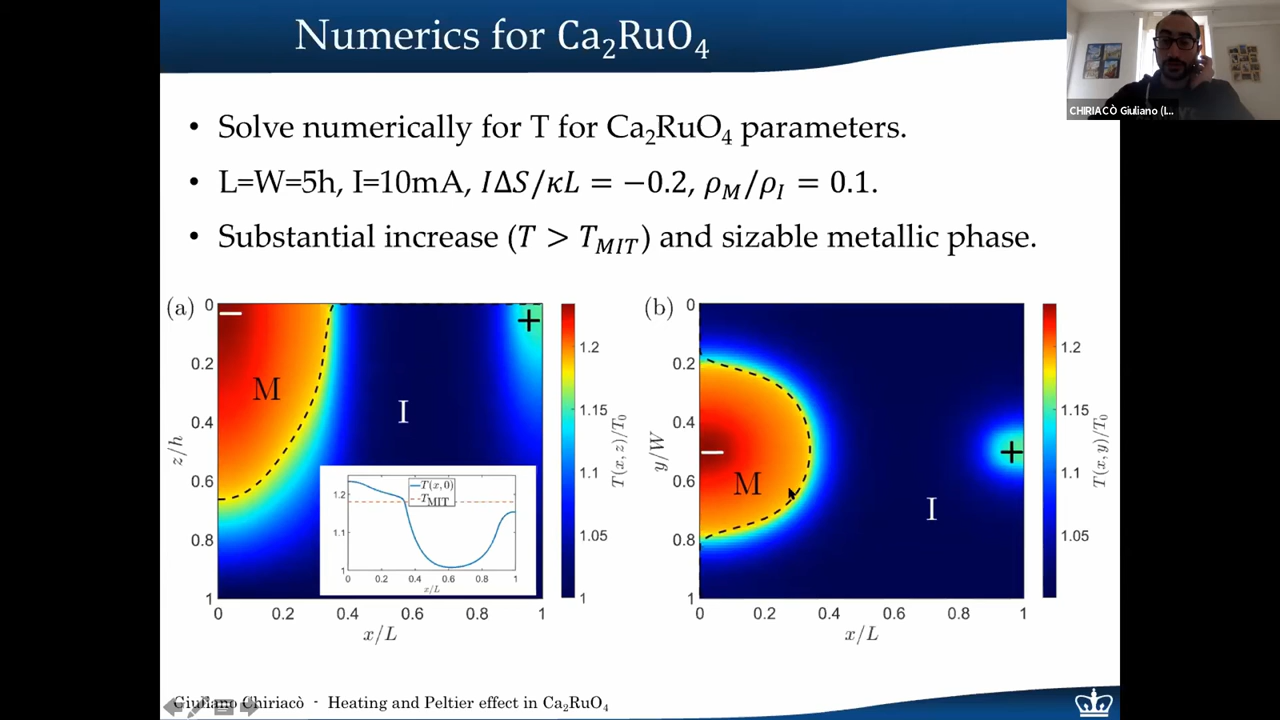 Numerics for Ca₂RuO₄
CHIRIACÒ Giuliano (I...
• Solve numerically for T for Ca₂RuO₄ parameters.
• L=W=5h, I=10mA, IΔS/κL = −0.2, ρ_M/ρ_I = 0.1.
• Substantial increase (T > T_MIT) and sizable metallic phase.
(a)
0
0.2
0.4
0.6
0.8
1
z/h
−
+
M
I
1.2
1.1
1
T(x, 0)
T_MIT
0 0.2 0.4 0.6 0.8 1
x/L
0 0.2 0.4 0.6 0.8 1
x/L
1.2
1.15
1.1
1.05
1
T(x, z)/T₀
(b)
0
0.2
0.4
0.6
0.8
1
y/W
−
+
M
I
0 0.2 0.4 0.6 0.8 1
x/L
1.2
1.15
1.1
1.05
T(x, y)/T₀
Giuliano Chiriacò - Heating and Peltier effect in Ca₂RuO₄